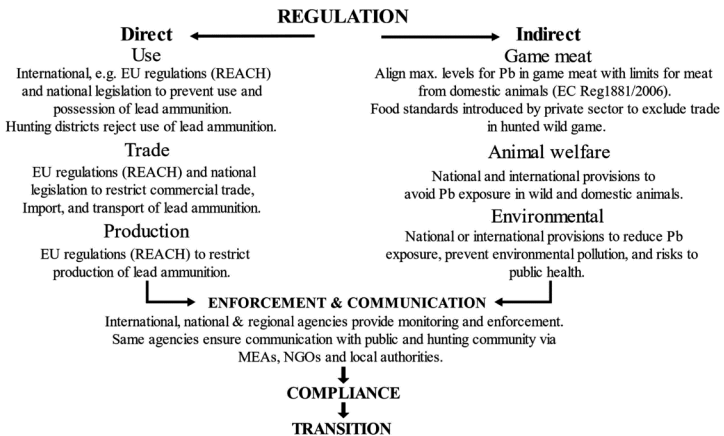 REGULATION
Direct
Use
International, e.g. EU regulations (REACH)
and national legislation to prevent use and
possession of lead ammunition.
Hunting districts reject use of lead ammunition.
Trade
EU regulations (REACH) and national
legislation to restrict commercial trade,
Import, and transport of lead ammunition.
Production
EU regulations (REACH) to restrict
production of lead ammunition.
Indirect
Game meat
Align max. levels for Pb in game meat with limits for meat
from domestic animals (EC Reg1881/2006).
Food standards introduced by private sector to exclude trade
in hunted wild game.
Animal welfare
National and international provisions to
avoid Pb exposure in wild and domestic animals.
Environmental
National or international provisions to reduce Pb
exposure, prevent environmental pollution, and risks to
public health.
ENFORCEMENT & COMMUNICATION
International, national & regional agencies provide monitoring and enforcement.
Same agencies ensure communication with public and hunting community via
MEAs, NGOs and local authorities.
COMPLIANCE
TRANSITION